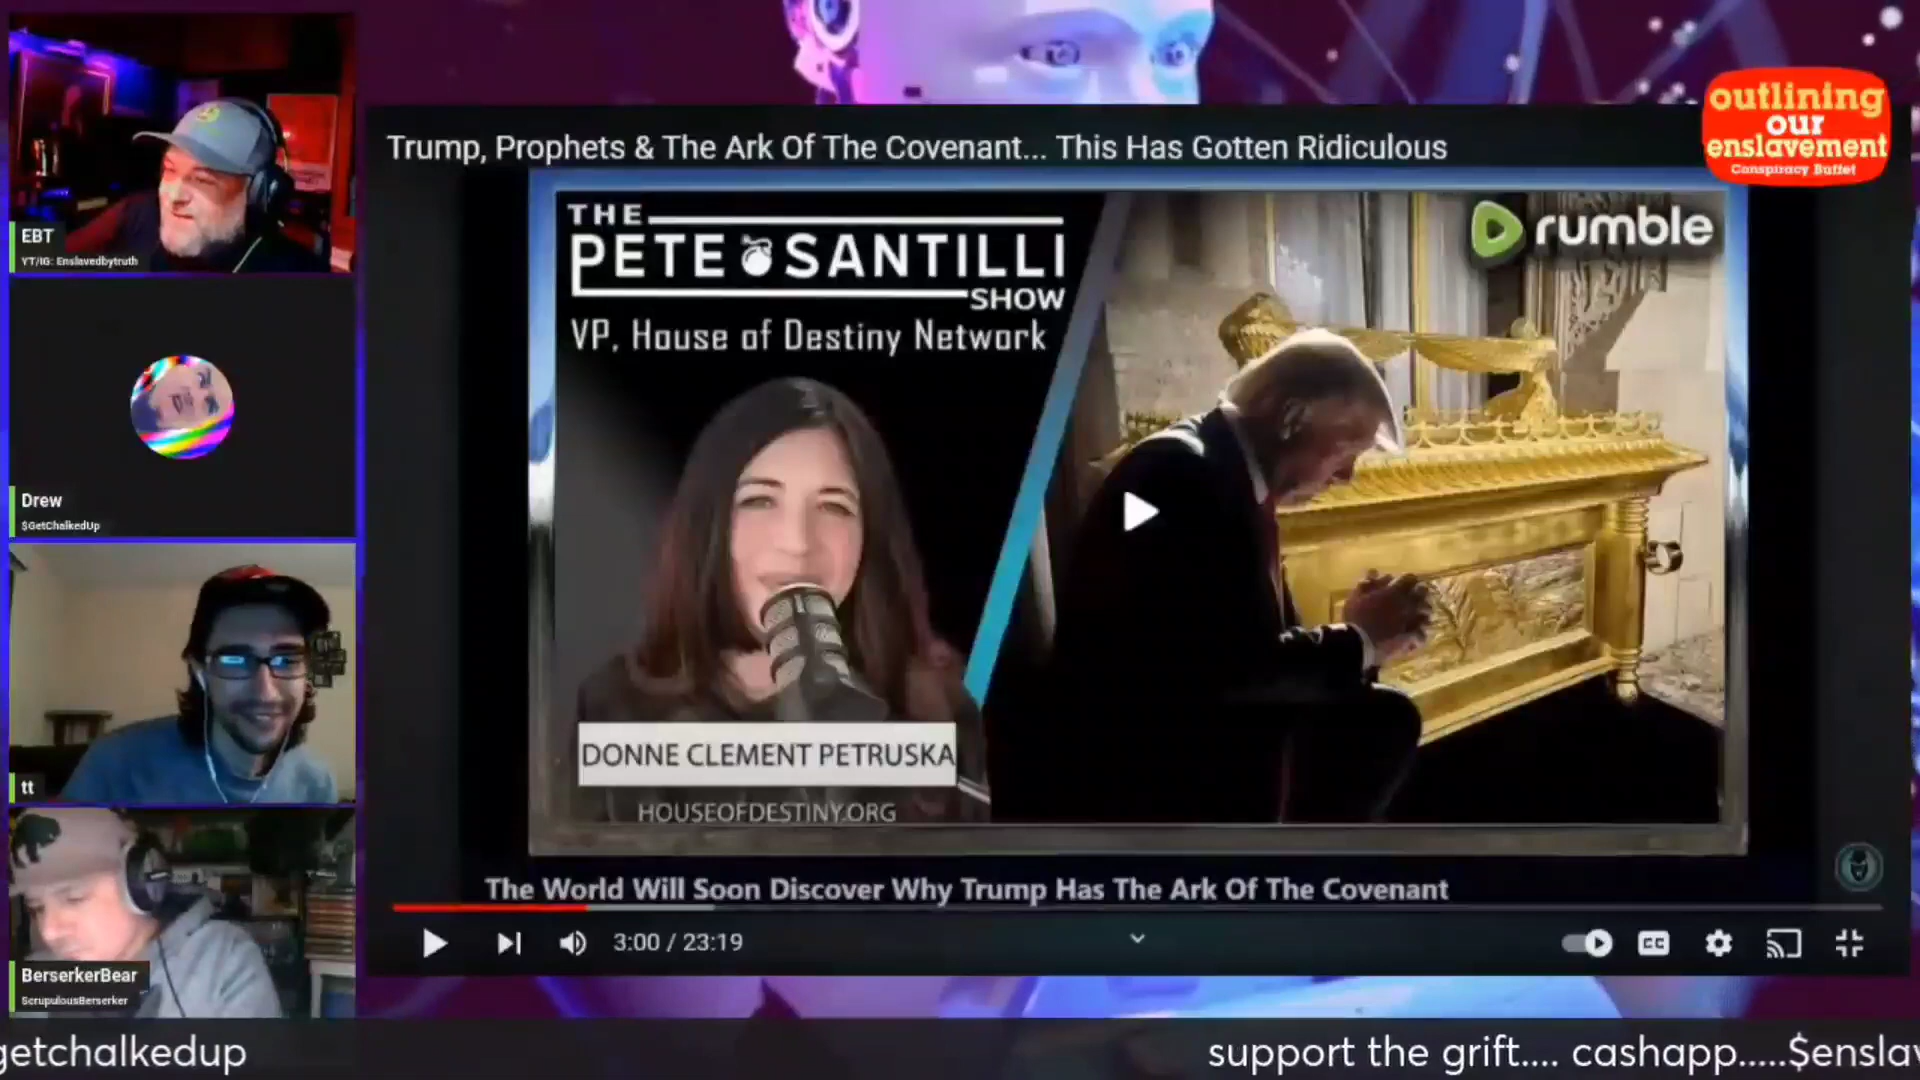 EBT
YT/IG: Enslavedbytruth
Drew
$GetChalkedUp
tt
BerserkerBear
$crupulousBerserker
Trump, Prophets & The Ark Of The Covenant... This Has Gotten Ridiculous
outlining
our
enslavement
Conspiracy Buffet
THE
PETE SANTILLI
SHOW
VP, House of Destiny Network
rumble
DONNE CLEMENT PETRUSKA
HOUSEOFDESTINY.ORG
The World Will Soon Discover Why Trump Has The Ark Of The Covenant
3:00 / 23:19
CC
getchalkedup support the grift.... cashapp.....$ensla